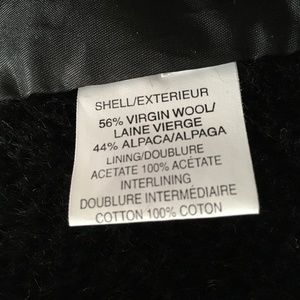 SHELL/EXTERIEUR
56% VIRGIN WOOL/
LAINE VIERGE
44% ALPACA/ALPAGA
LINING/DOUBLURE
ACETATE 100% ACÉTATE
INTERLINING
DOUBLURE INTERMÉDIAIRE
COTTON 100% COTON